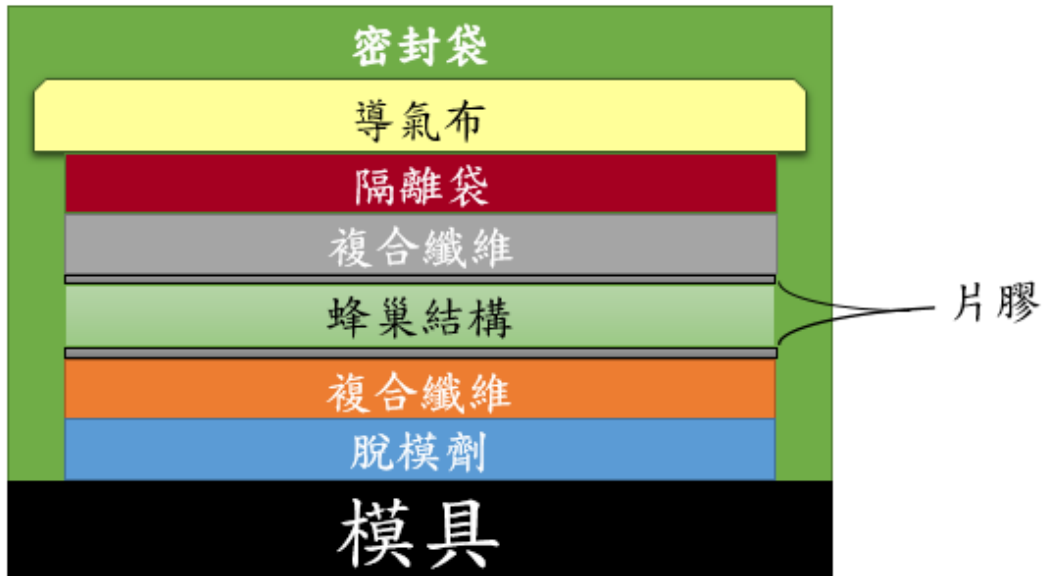 密封袋
導氣布
隔離袋
複合纖維
蜂巢結構
片膠
複合纖維
脫模劑
模具